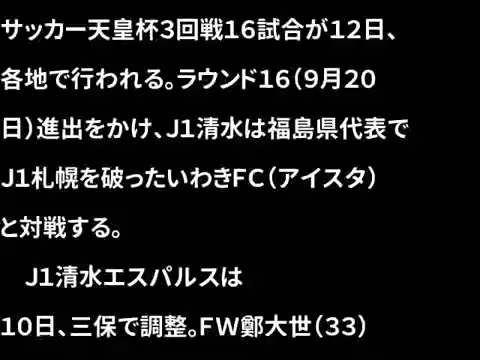 サッカー天皇杯３回戦１６試合が１２日、
各地で行われる。ラウンド１６（９月２０
日）進出をかけ、Ｊ１清水は福島県代表で
Ｊ１札幌を破ったいわきＦＣ（アイスタ）
と対戦する。
　Ｊ１清水エスパルスは
１０日、三保で調整。ＦＷ鄭大世（３３）